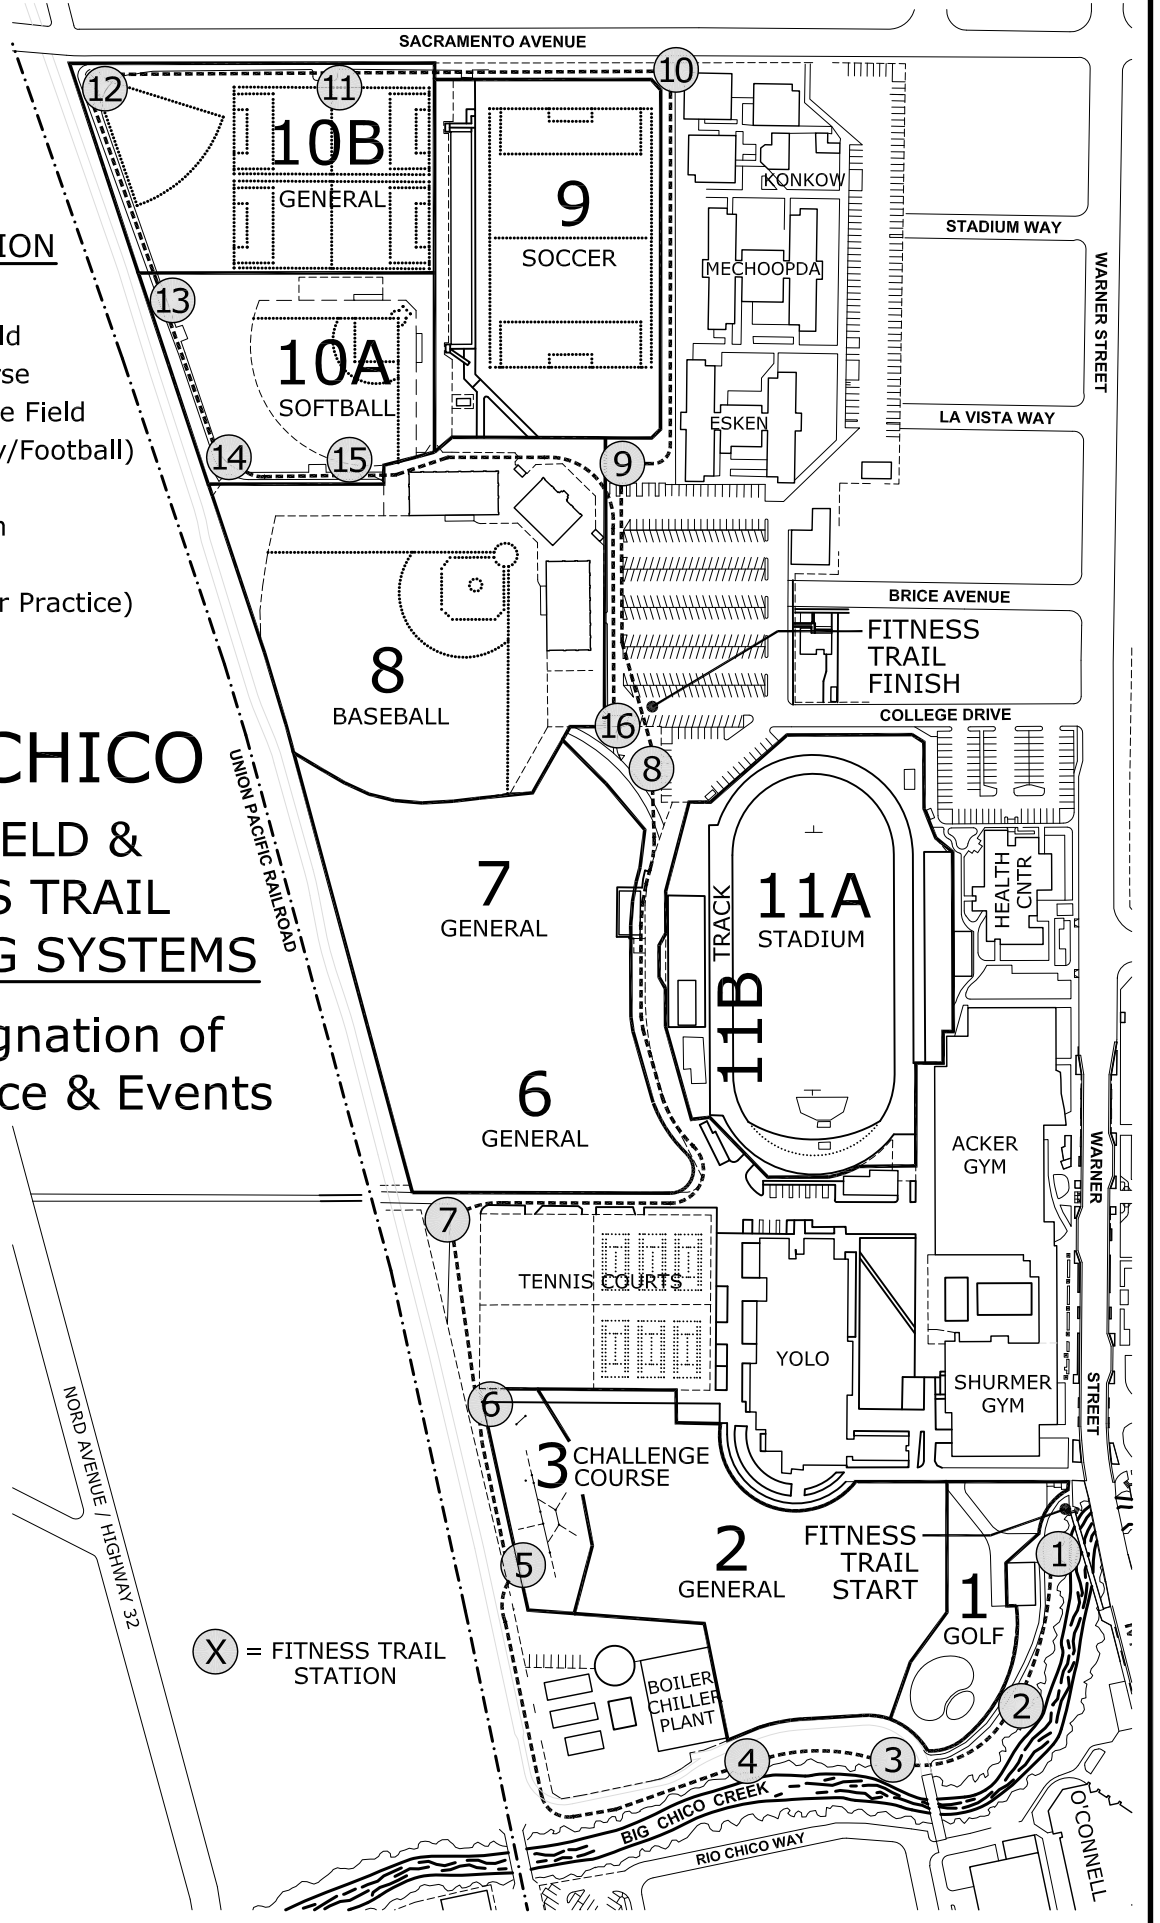 SACRAMENTO AVENUE
12
11
10
10B
GENERAL
9
SOCCER
KONKOW
STADIUM WAY
MECHOOPDA
WARNER STREET
ION
13
ld
rse
e Field
y/Football)
n
r Practice)
10A
SOFTBALL
ESKEN
LA VISTA WAY
14
15
9
BRICE AVENUE
FITNESS
TRAIL
FINISH
8
BASEBALL
16
COLLEGE DRIVE
8
CHICO
ELD &
S TRAIL
G SYSTEMS
gnation of
ce & Events
UNION PACIFIC RAILROAD
7
GENERAL
TRACK
11A
STADIUM
11B
HEALTH
CNTR
6
GENERAL
ACKER
GYM
WARNER
STREET
7
TENNIS COURTS
YOLO
SHURMER
GYM
NORD AVENUE / HIGHWAY 32
6
3
CHALLENGE
COURSE
5
2
GENERAL
FITNESS
TRAIL
START
1
1
GOLF
X = FITNESS TRAIL
STATION
BOILER
CHILLER
PLANT
2
4
3
BIG CHICO CREEK
RIO CHICO WAY
O'CONNELL